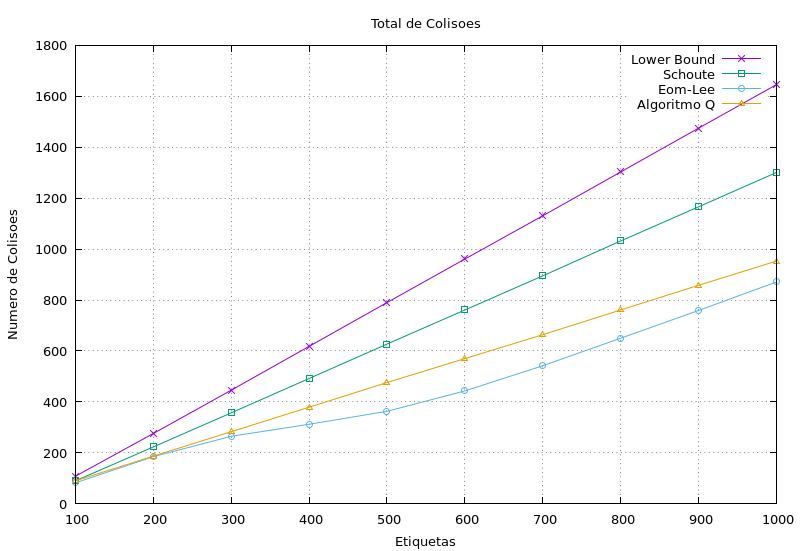 Total de Colisoes
Numero de Colisoes
1800
1600
1400
1200
1000
800
600
400
200
0
Lower Bound
Schoute
Eom-Lee
Algoritmo Q
100 200 300 400 500 600 700 800 900 1000
Etiquetas